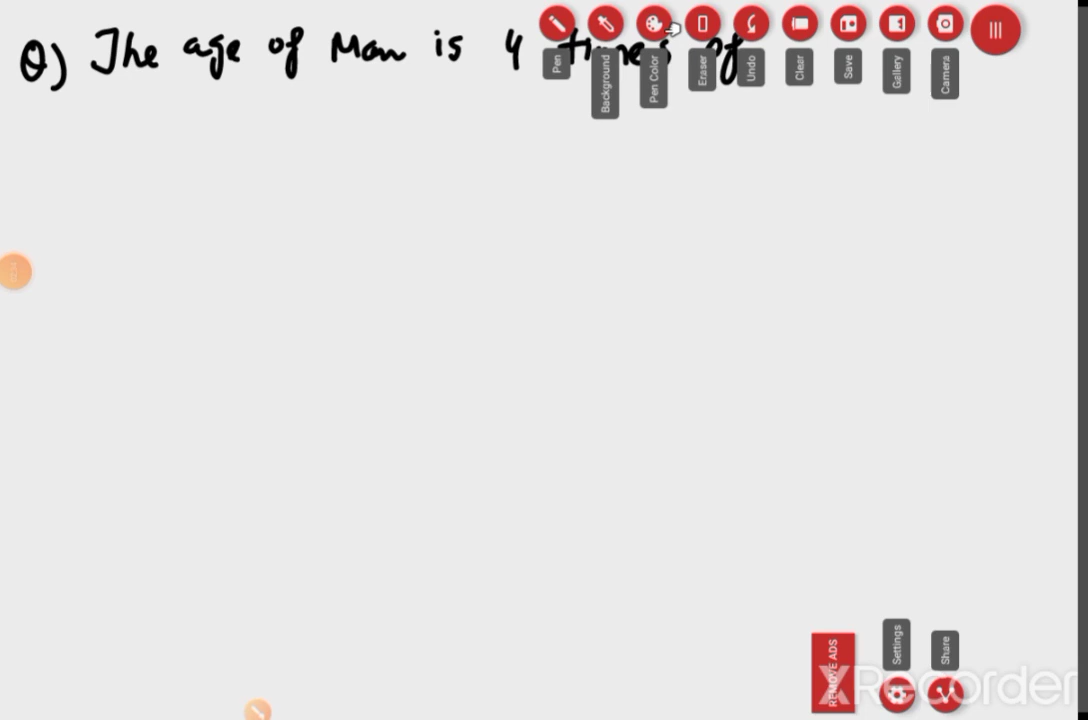 Q) The age of Man is 4 times of
Pen
Background
Pen Color
Eraser
Undo
Clear
Save
Gallery
Camera
REMOVE ADS
Settings
Share
XRecorder